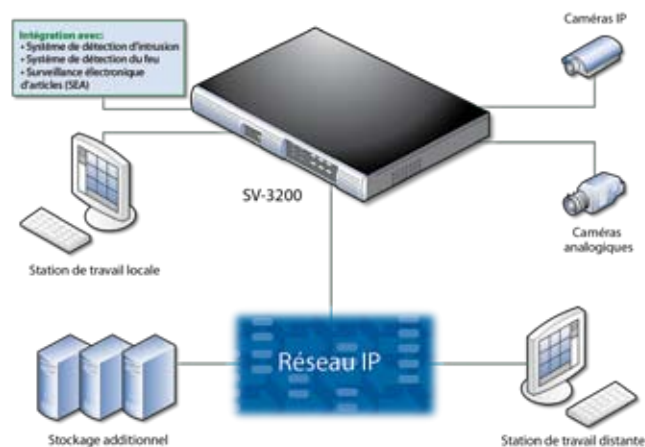 Intégration avec:
• Système de détection d'intrusion
• Système de détection du feu
• Surveillance électronique
d'articles (SEA)
Caméras IP
SV-3200
Caméras
analogiques
Station de travail locale
Réseau IP
Stockage additionnel
Station de travail distante